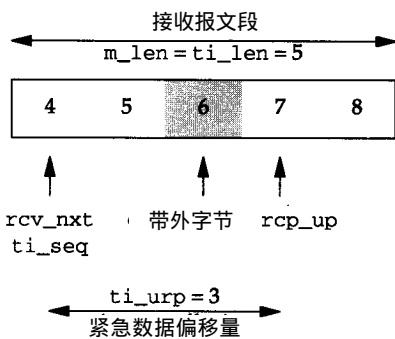 接收报文段
m_len=ti_len=5
4 5 6 7 8
rcv_nxt 带外字节 rcp_up
ti_seq
ti_urp=3
紧急数据偏移量